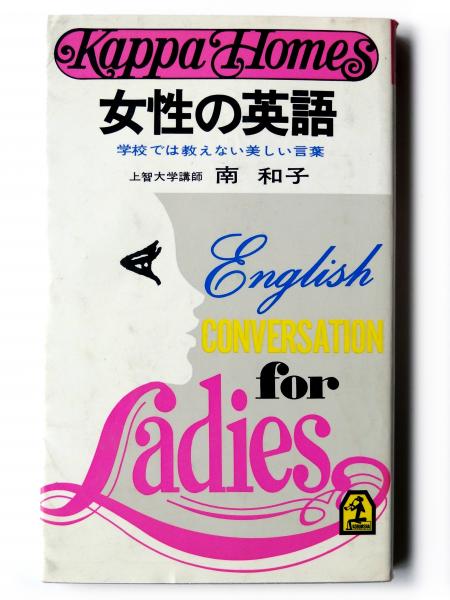 Kappa Homes
女性の英語
学校では教えない美しい言葉
上智大学講師 南 和子
English
CONVERSATION
for
Ladies
KOBUNSHA